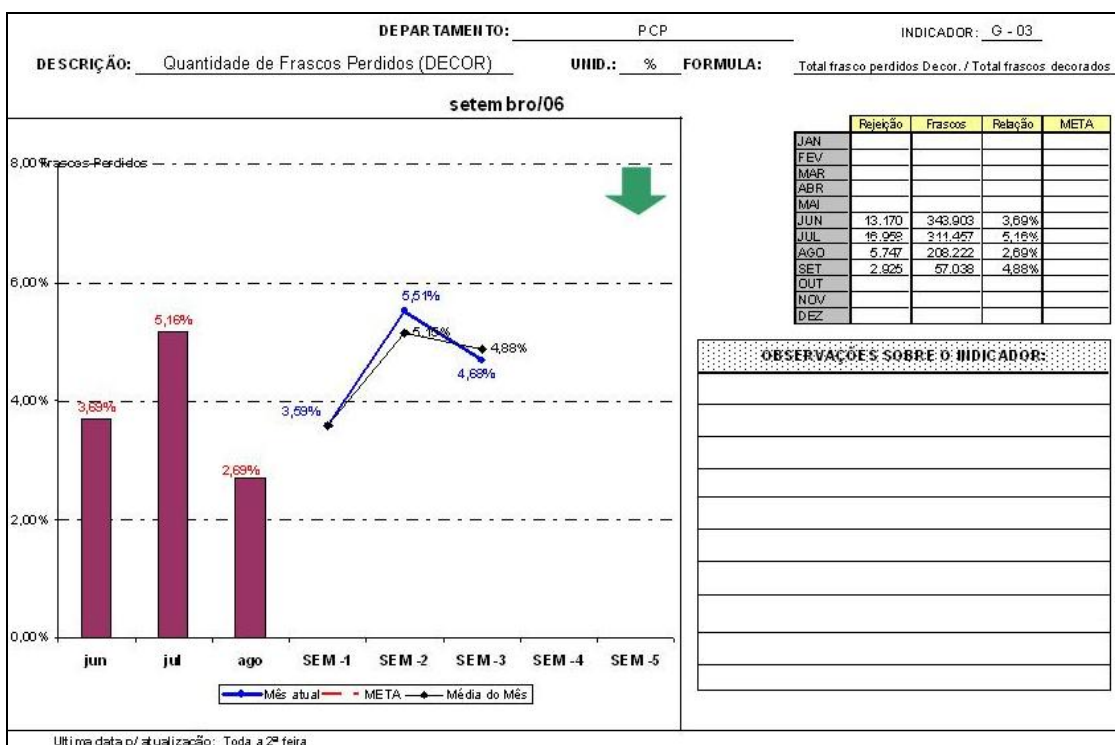 DEPARTAMENTO: PCP INDICADOR: G - 03
DESCRIÇÃO: Quantidade de Frascos Perdidos (DECOR) UNID.: % FORMULA: Total frasco perdidos Decor. / Total frascos decorados
setembro/06
Rejeição Frascos Relação META
JAN
FEV
MAR
ABR
MAI
JUN 13.170 343.903 3,69%
JUL 16.958 311.457 5,16%
AGO 5.747 208.222 2,69%
SET 2.925 57.038 4,88%
OUT
NOV
DEZ
8,00% Frascos Perdidos
6,00%
4,00%
2,00%
0,00%
3,69%
5,16%
2,69%
3,59%
5,51%
5,15%
4,88%
4,68%
jun jul ago SEM-1 SEM-2 SEM-3 SEM-4 SEM-5
Mês atual META Média do Mês
OBSERVAÇÕES SOBRE O INDICADOR:
Ultima data p/ atualização: Toda a 2ª feira